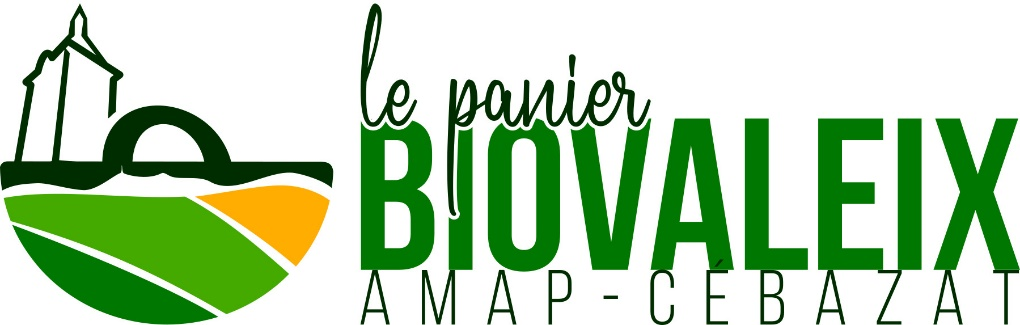 le panier
BIOVALEIX
AMAP-CÉBAZAT